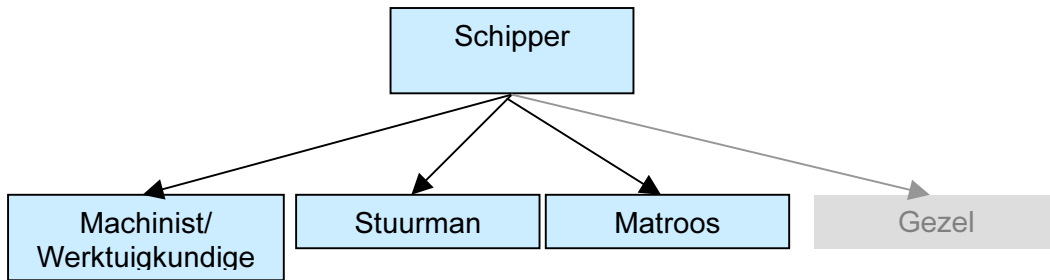 Schipper
Machinist/
Werktuigkundige
Stuurman
Matroos
Gezel